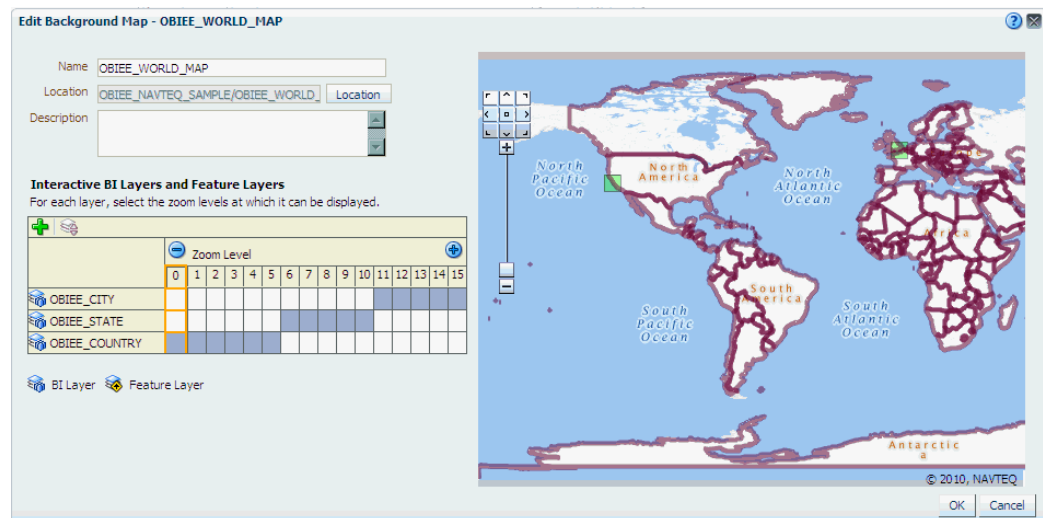 Edit Background Map - OBIEE_WORLD_MAP
Name OBIEE_WORLD_MAP
Location OBIEE_NAVTEQ_SAMPLE/OBIEE_WORLD_ Location
Description
Interactive BI Layers and Feature Layers
For each layer, select the zoom levels at which it can be displayed.
Zoom Level
0 1 2 3 4 5 6 7 8 9 10 11 12 13 14 15
OBIEE_CITY
OBIEE_STATE
OBIEE_COUNTRY
BI Layer Feature Layer
North
Pacific
Ocean
North
America
North
Atlantic
Ocean
Africa
South
America
South
Pacific
Ocean
South
Atlantic
Ocean
Antarctic
a
© 2010, NAVTEQ
OK Cancel